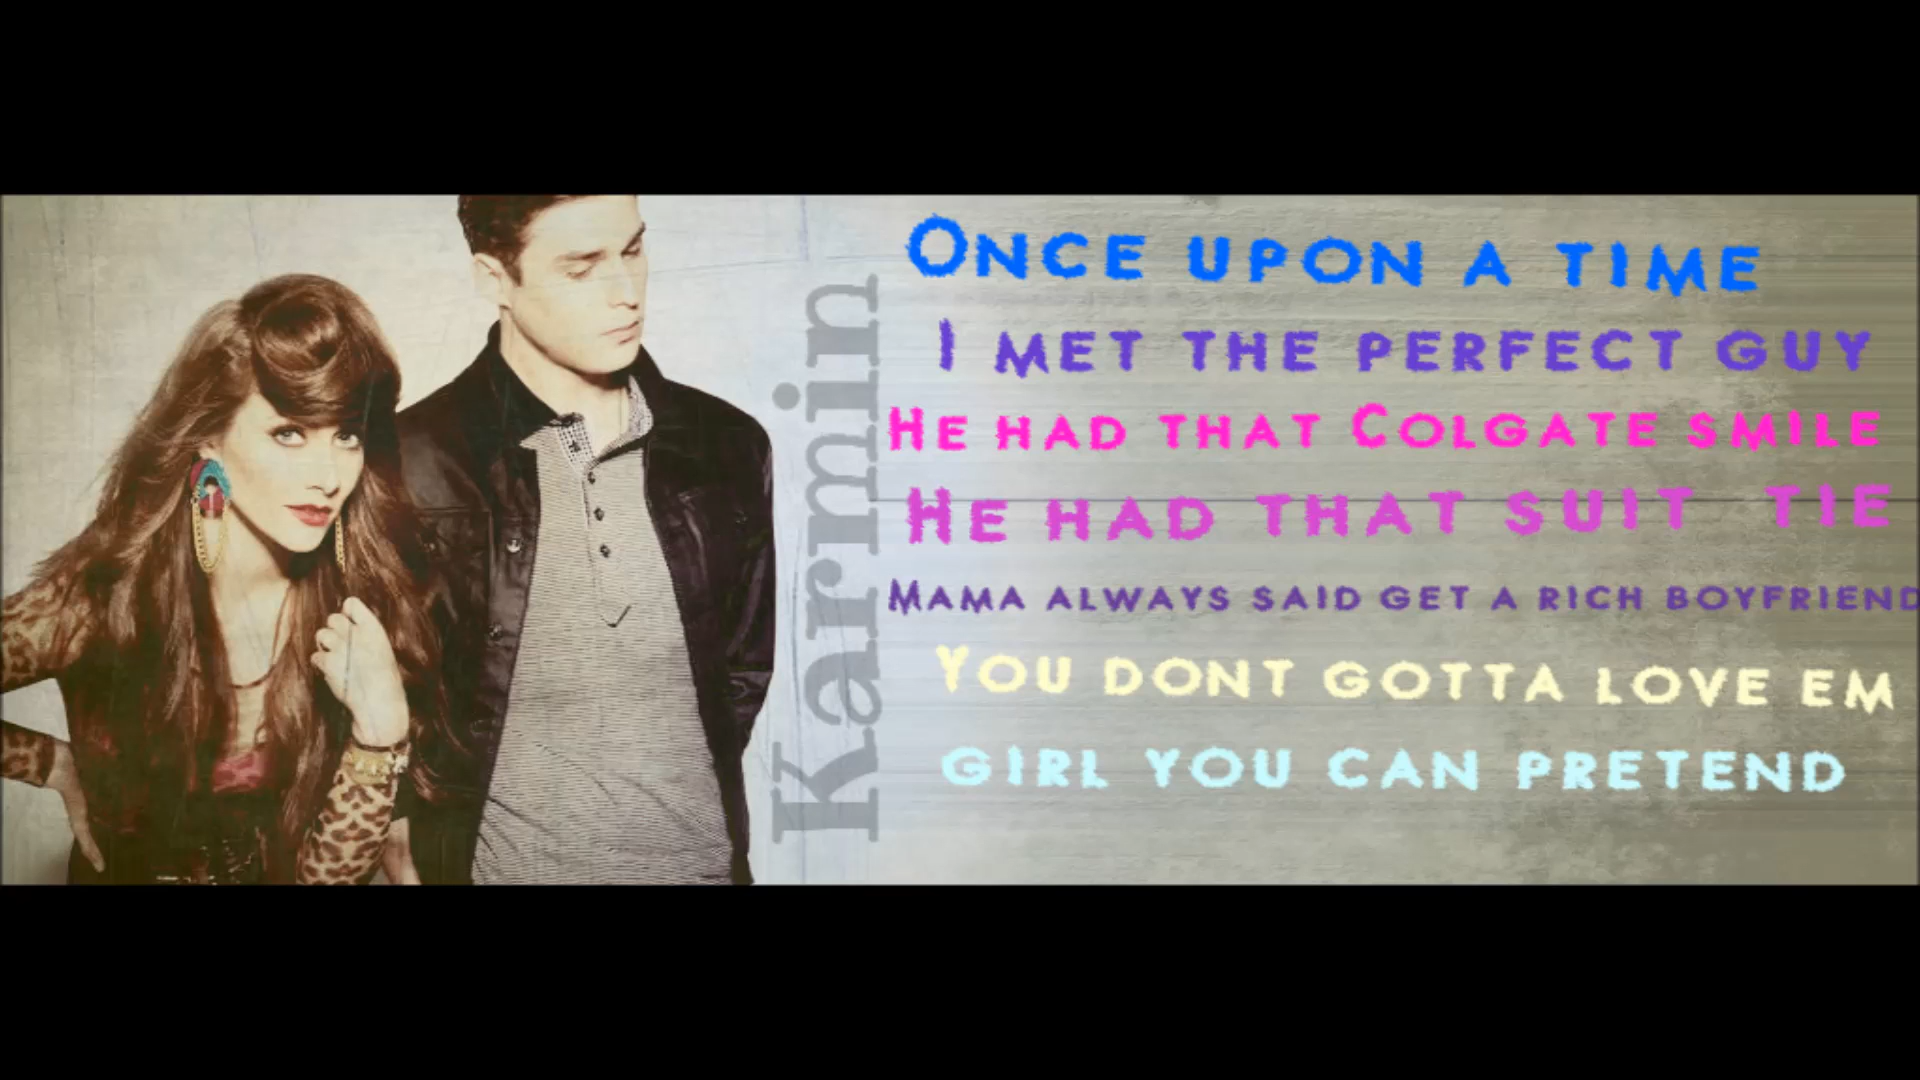 Karmin
Once upon a time
I met the perfect guy
He had that Colgate smile
He had that suit tie
Mama always said get a rich boyfriend
You dont gotta love em
girl you can pretend